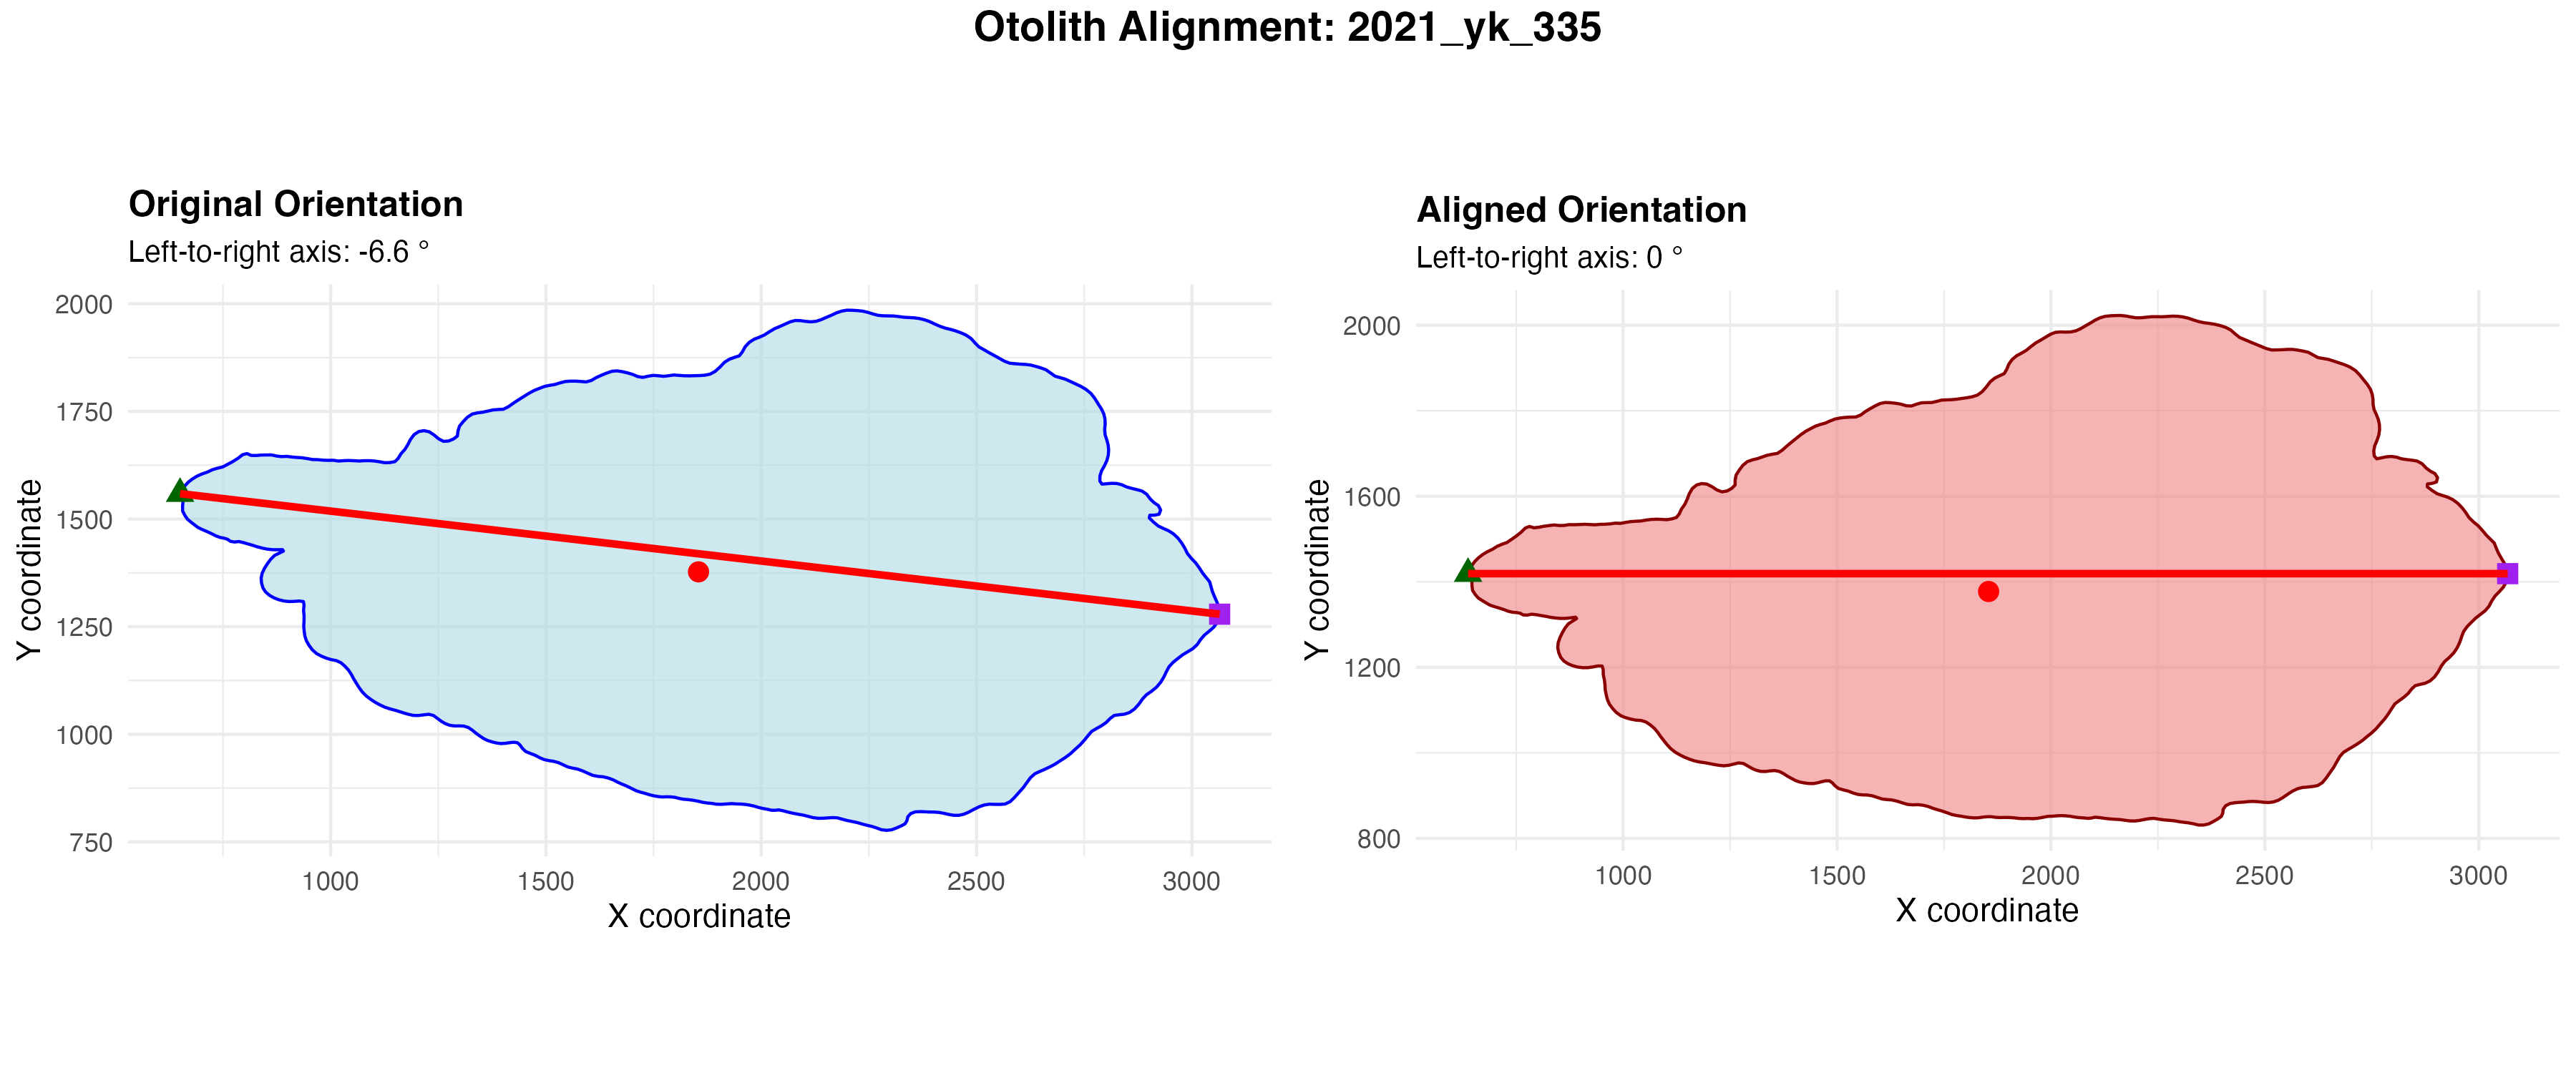 Otolith Alignment: 2021_yk_335
Original Orientation
Left-to-right axis: -6.6 °
2000
1750
1500
1250
1000
750
Y coordinate
1000 1500 2000 2500 3000
X coordinate
Aligned Orientation
Left-to-right axis: 0 °
2000
1600
1200
800
Y coordinate
1000 1500 2000 2500 3000
X coordinate